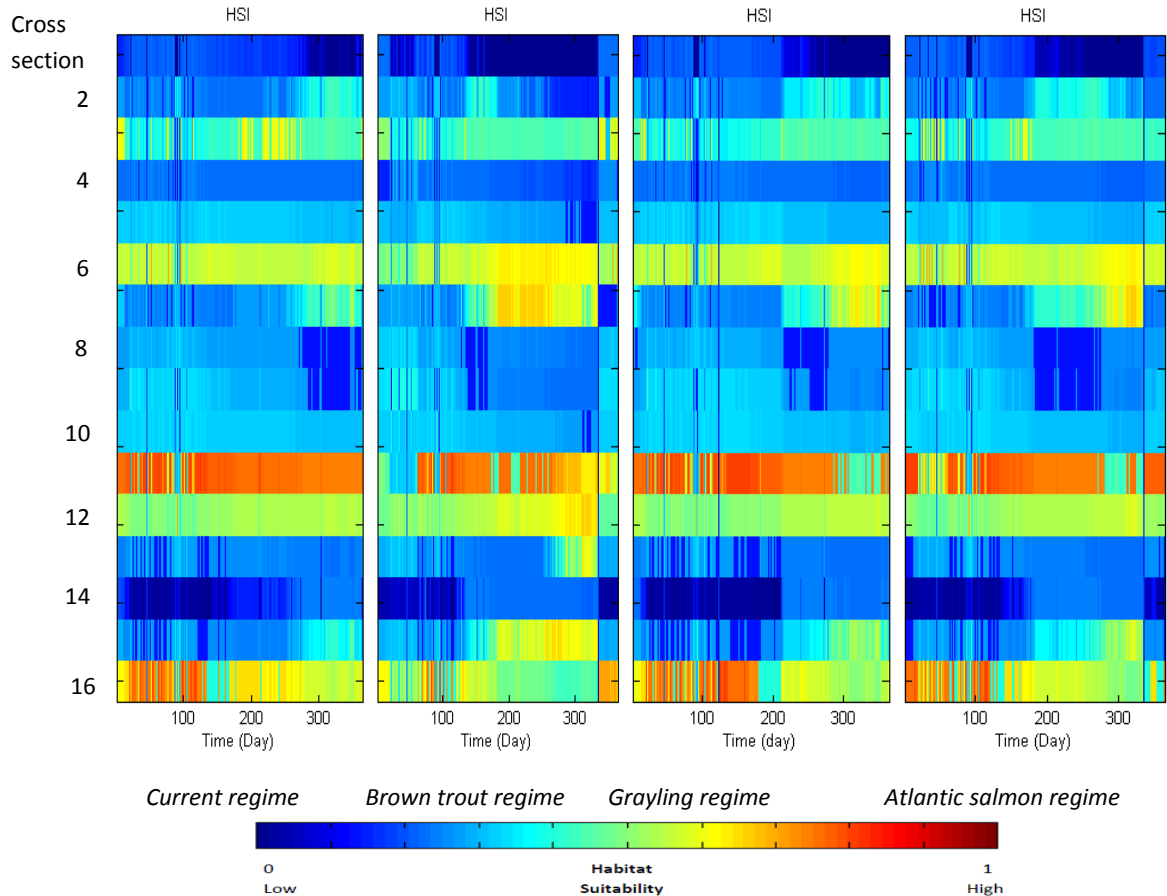 Cross
section
HSI HSI HSI HSI
2
4
6
8
10
12
14
16
100 200 300 100 200 300 100 200 300 100 200 300
Time (Day) Time (Day) Time (day) Time (Day)
Current regime Brown trout regime Grayling regime Atlantic salmon regime
0 Habitat 1
Low Suitability High